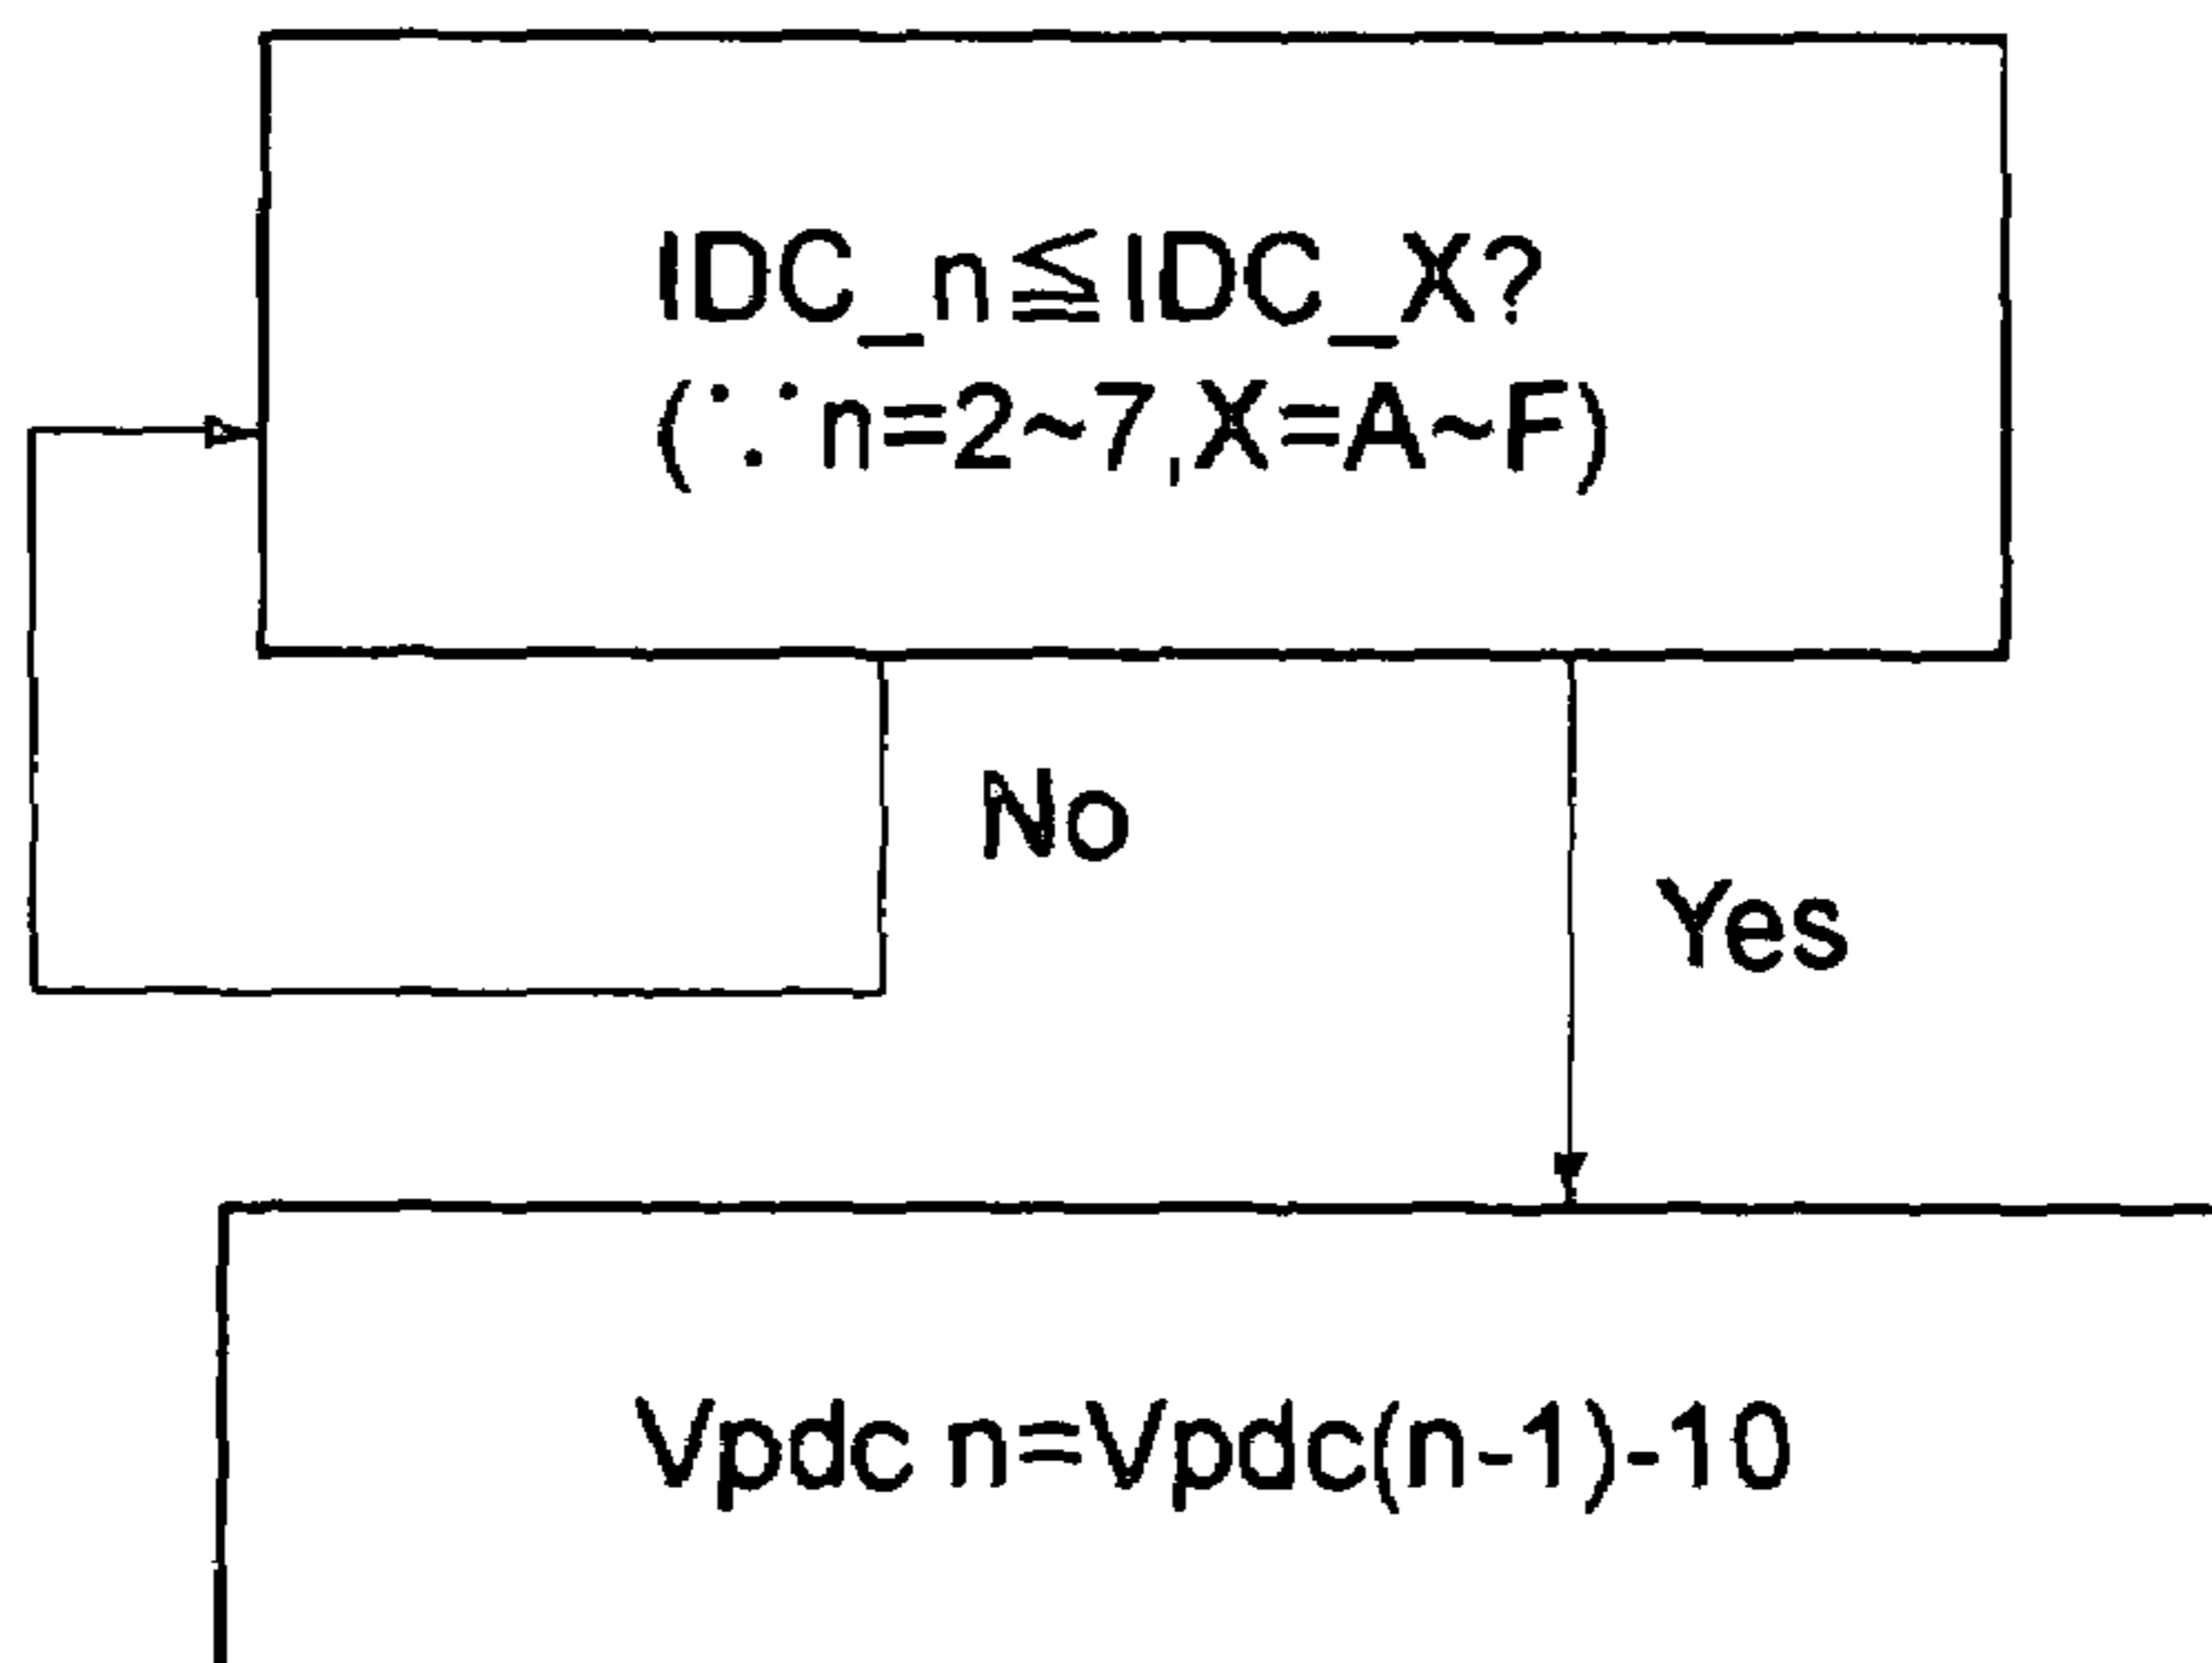 IDC_n≦IDC_X?
(∵n=2~7,X=A~F)
No
Yes
Vpdc n=Vpdc(n-1)-10